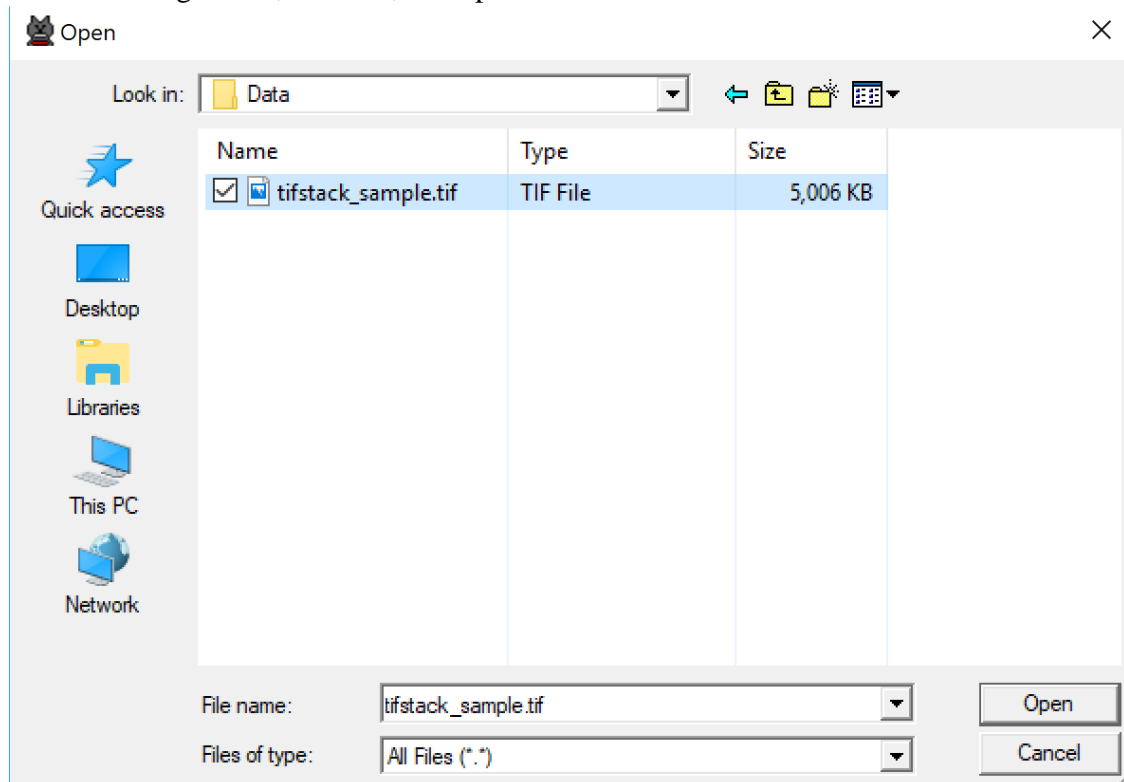 Open
Look in:
Data
Name Type Size
tifstack_sample.tif TIF File 5,006 KB
Quick access
Desktop
Libraries
This PC
Network
File name: tifstack_sample.tif Open
Files of type: All Files (*.*) Cancel